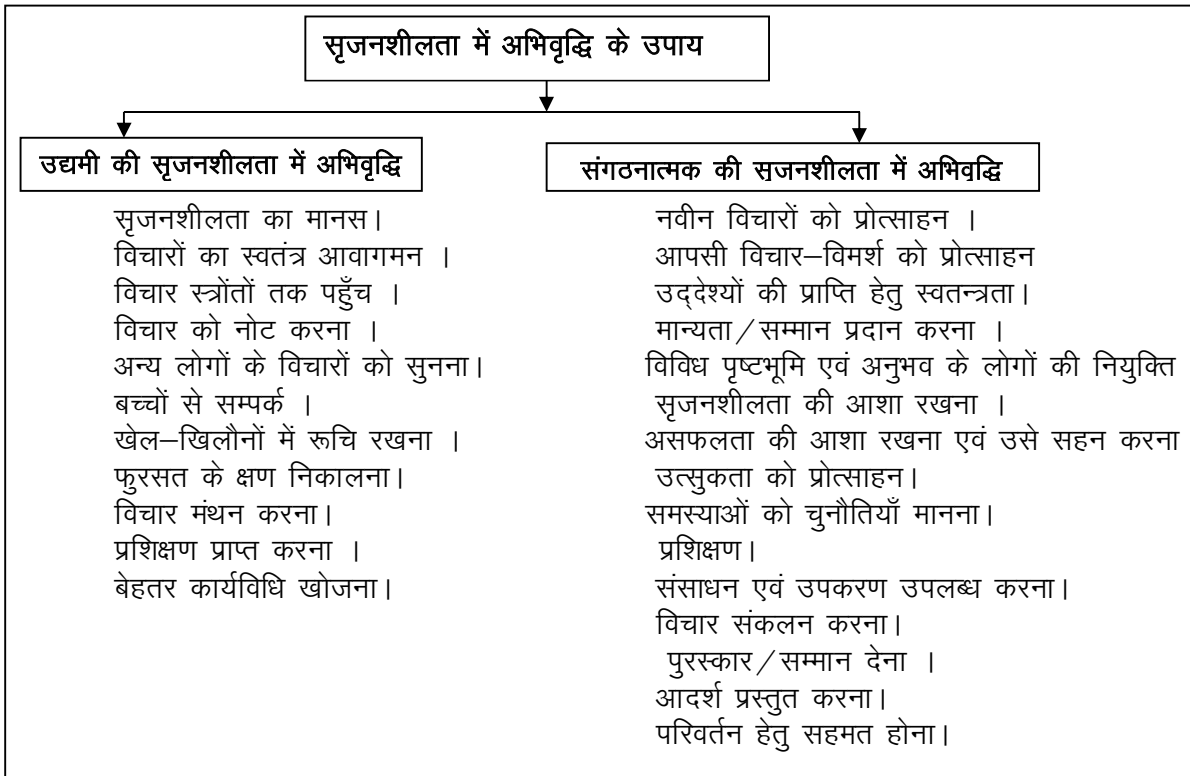 सृजनशीलता में अभिवृद्धि के उपाय
उद्यमी की सृजनशीलता में अभिवृद्धि
सृजनशीलता का मानस।
विचारों का स्वतंत्र आवागमन ।
विचार स्त्रोंतों तक पहुँच ।
विचार को नोट करना ।
अन्य लोगों के विचारों को सुनना।
बच्चों से सम्पर्क ।
खेल–खिलौनों में रूचि रखना ।
फुरसत के क्षण निकालना।
विचार मंथन करना।
प्रशिक्षण प्राप्त करना ।
बेहतर कार्यविधि खोजना।
संगठनात्मक की सृजनशीलता में अभिवृद्धि
नवीन विचारों को प्रोत्साहन ।
आपसी विचार–विमर्श को प्रोत्साहन
उद्देश्यों की प्राप्ति हेतु स्वतन्त्रता।
मान्यता/सम्मान प्रदान करना ।
विविध पृष्टभूमि एवं अनुभव के लोगों की नियुक्ति
सृजनशीलता की आशा रखना ।
असफलता की आशा रखना एवं उसे सहन करना
उत्सुकता को प्रोत्साहन।
समस्याओं को चुनौतियाँ मानना।
प्रशिक्षण।
संसाधन एवं उपकरण उपलब्ध करना।
विचार संकलन करना।
पुरस्कार/सम्मान देना ।
आदर्श प्रस्तुत करना।
परिवर्तन हेतु सहमत होना।